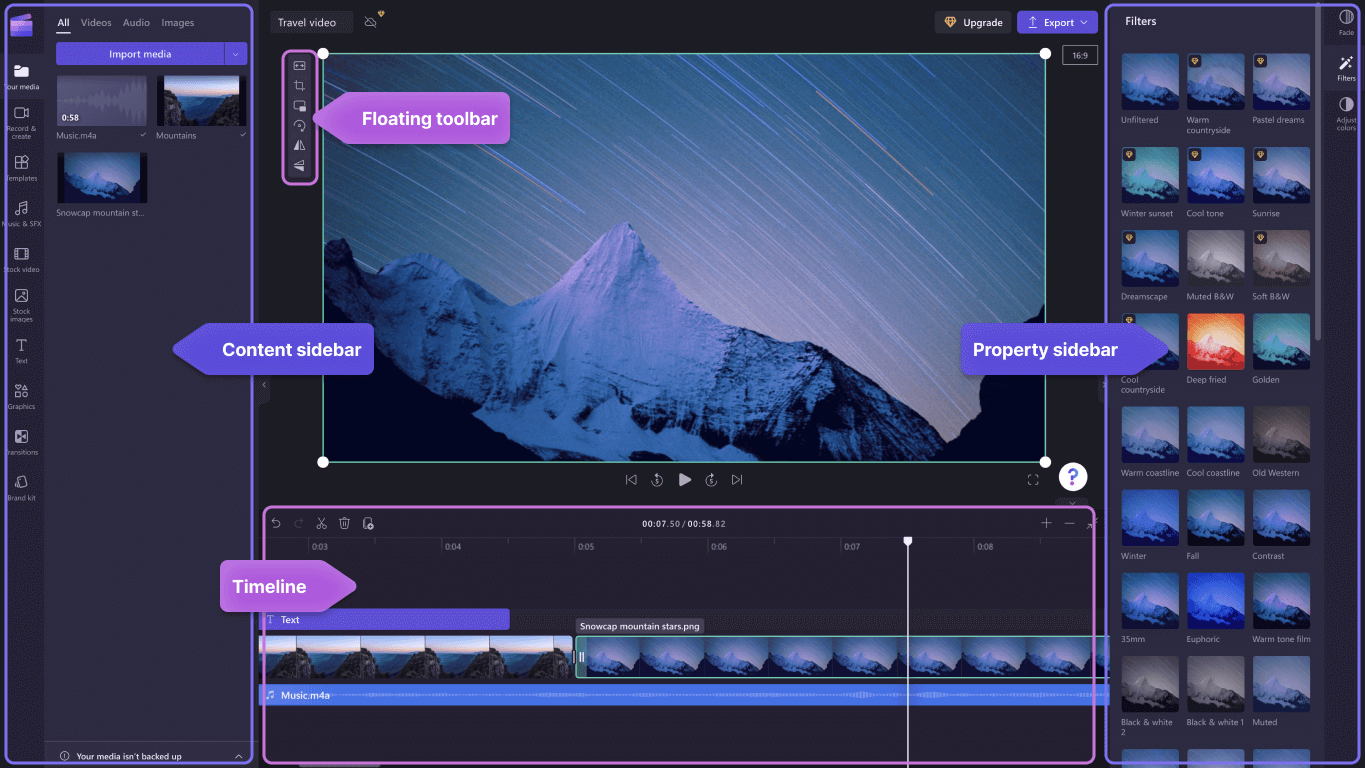 All
Videos
Audio
Images
Import media
0:58
Music.m4a
Mountains
Snowcap mountain st...
Your media
Record &
create
Templates
Music & SFX
Stock video
Stock
images
Text
Graphics
Transitions
Brand kit
Content sidebar
Your media isn't backed up
Travel video
Upgrade
Export
16:9
Floating toolbar
?
00:07.50 / 00:58.82
0:03
0:04
0:05
0:06
0:07
0:08
Timeline
T Text
Snowcap mountain stars.png
Music.m4a
Property sidebar
Filters
Unfiltered
Warm
countryside
Pastel dreams
Winter sunset
Cool tone
Sunrise
Dreamscape
Muted B&W
Soft B&W
Cool
countryside
Deep fried
Golden
Warm coastline
Cool coastline
Old Western
Winter
Fall
Contrast
35mm
Euphoric
Warm tone film
Black & white
2
Black & white 1
Muted
Fade
Filters
Adjust
colors